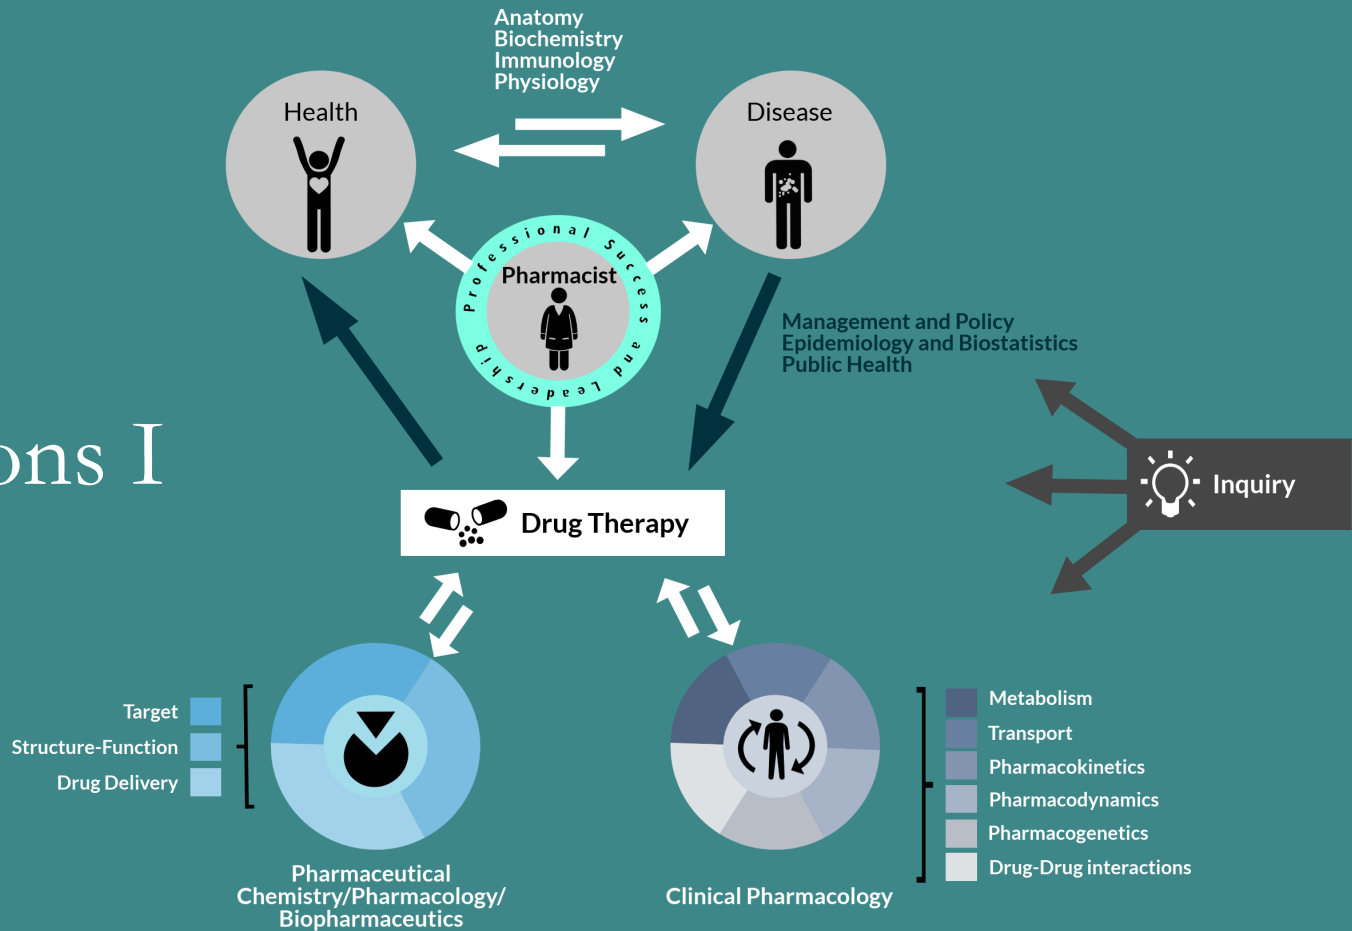 Anatomy
Biochemistry
Immunology
Physiology
Health
Disease
Professional Success and Leadership
Pharmacist
Management and Policy
Epidemiology and Biostatistics
Public Health
ons I
Inquiry
Drug Therapy
Target
Structure-Function
Drug Delivery
Metabolism
Transport
Pharmacokinetics
Pharmacodynamics
Pharmacogenetics
Drug-Drug interactions
Pharmaceutical
Chemistry/Pharmacology/
Biopharmaceutics
Clinical Pharmacology